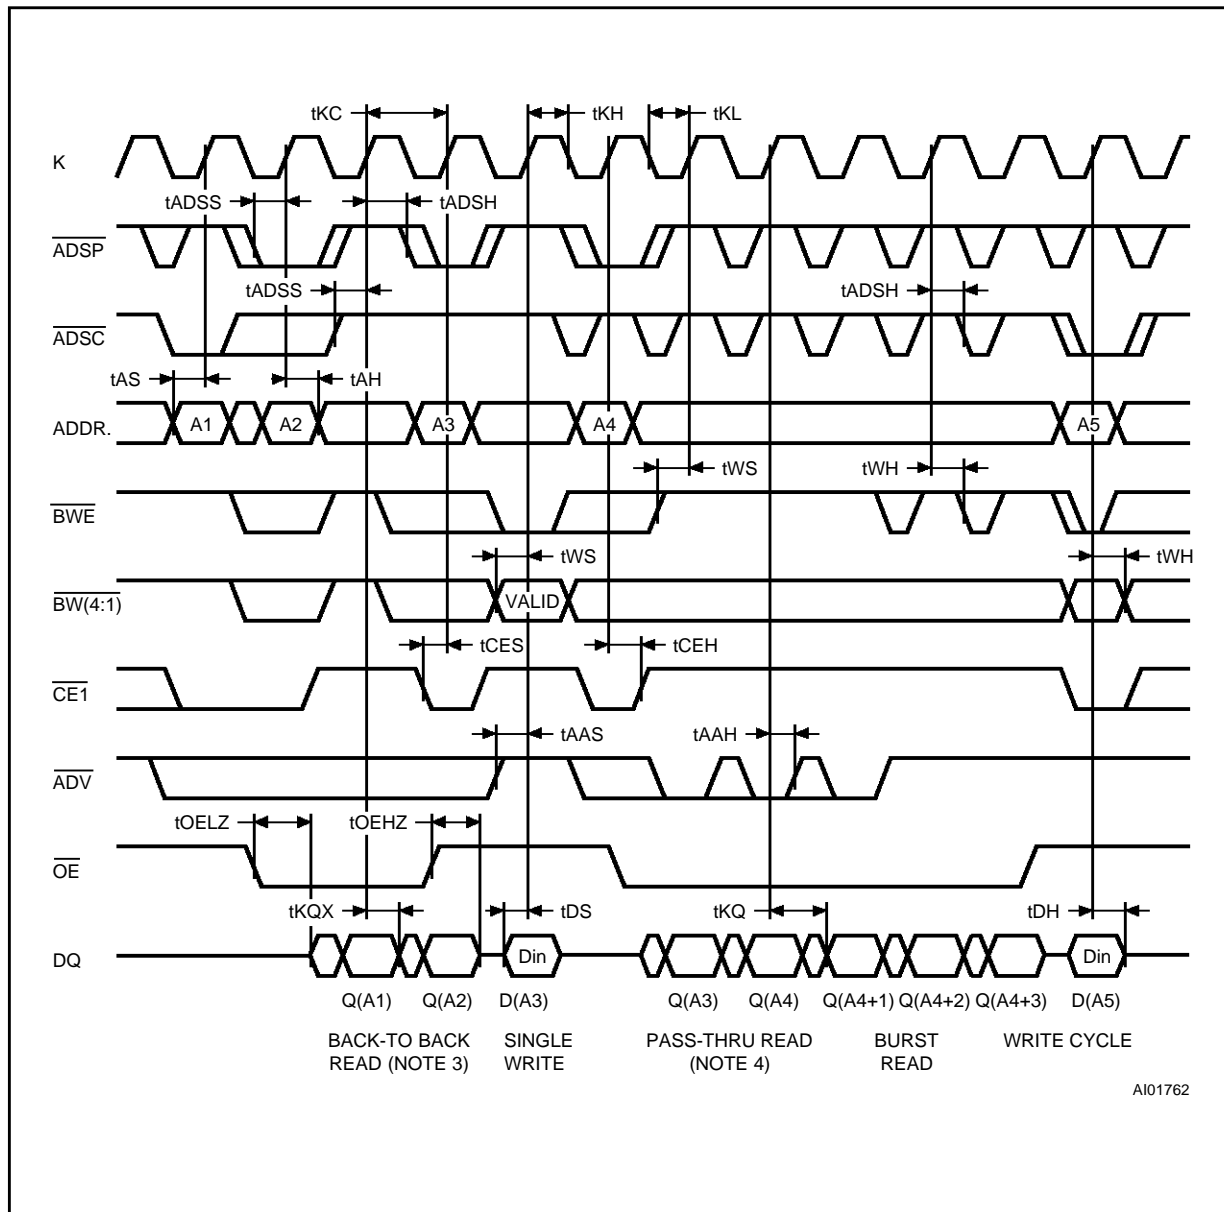 tKC tKH tKL
K
tADSS tADSH
ADSP
tADSS tADSH
ADSC
tAS tAH
ADDR. A1 A2 A3 A4 A5
tWS tWH
BWE
tWS tWH
BW(4:1) VALID
tCES tCEH
CE1
tAAS tAAH
ADV
tOELZ tOEHZ
OE
tKQX tDS tKQ tDH
DQ Din Din
Q(A1) Q(A2) D(A3) Q(A3) Q(A4) Q(A4+1) Q(A4+2) Q(A4+3) D(A5)
BACK-TO BACK SINGLE PASS-THRU READ BURST WRITE CYCLE
READ (NOTE 3) WRITE (NOTE 4) READ
AI01762